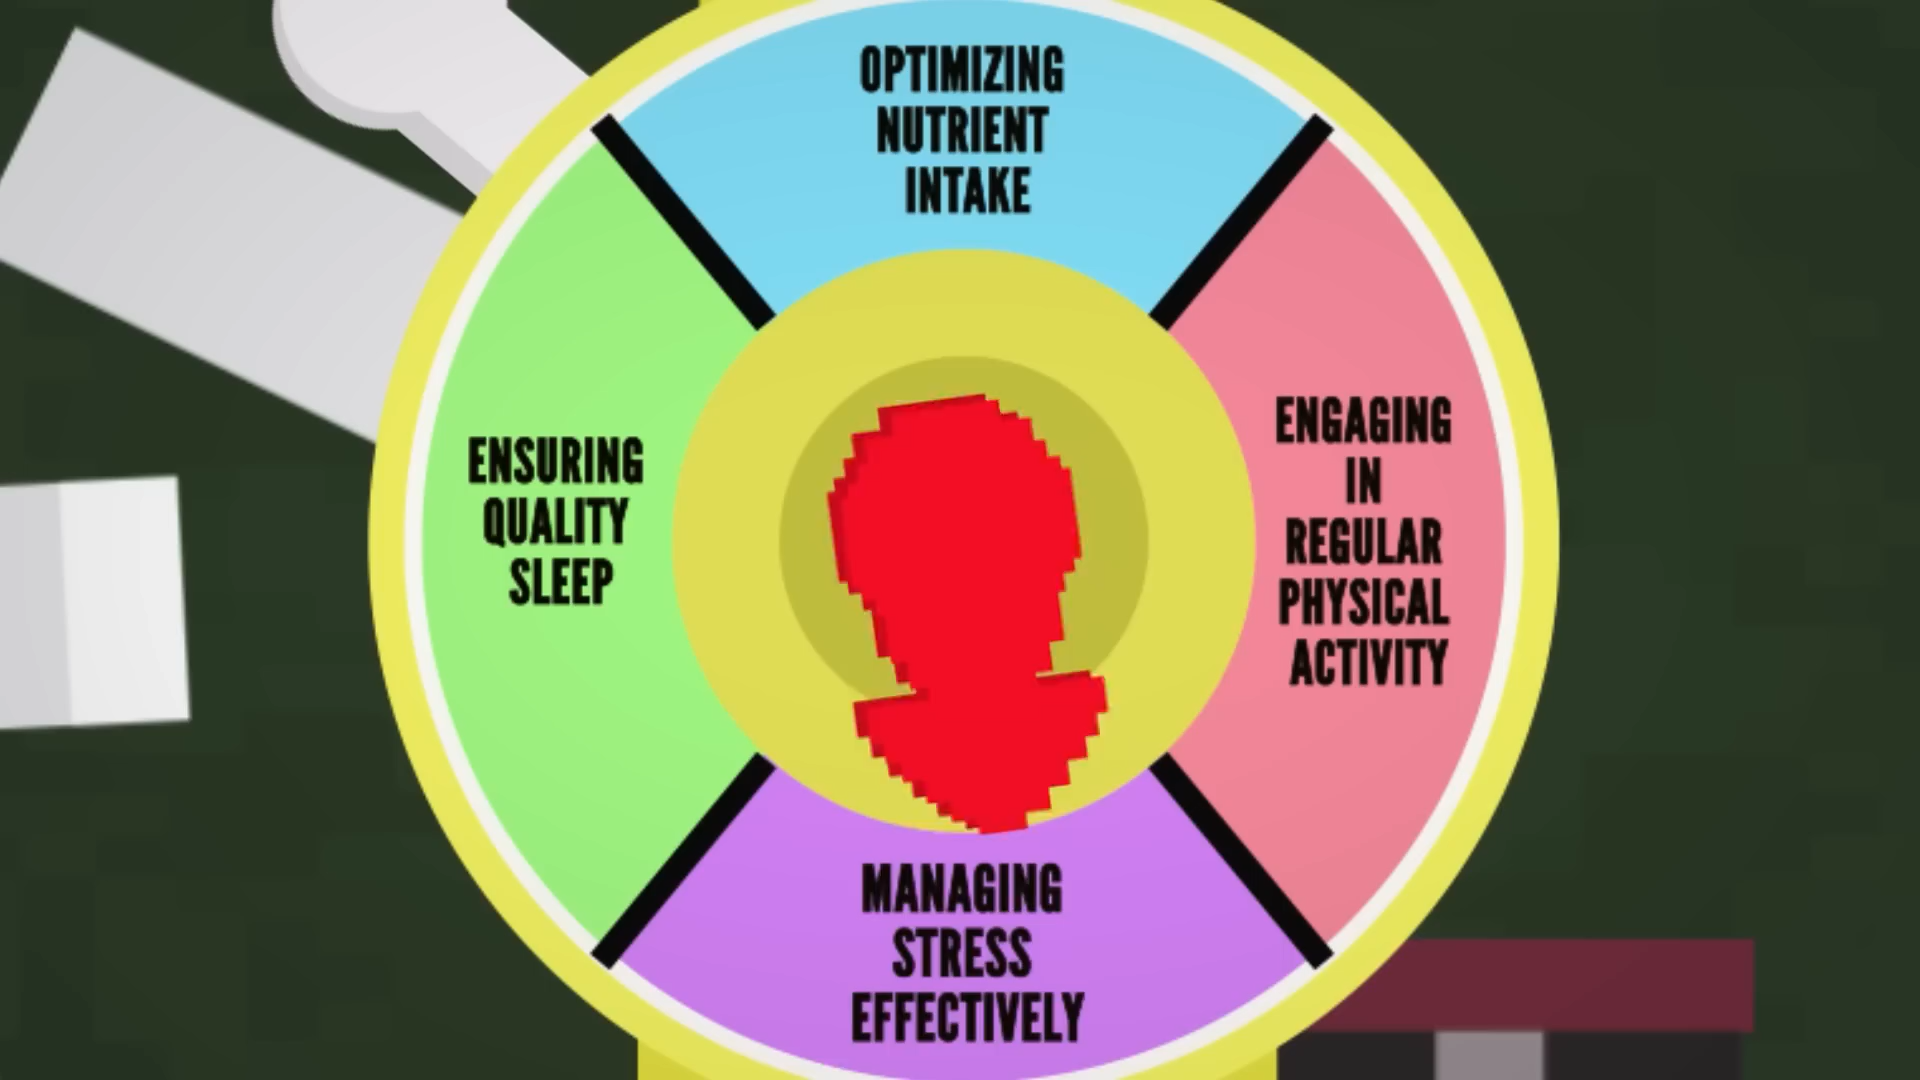 OPTIMIZING
NUTRIENT
INTAKE
ENSURING
QUALITY
SLEEP
ENGAGING
IN
REGULAR
PHYSICAL
ACTIVITY
MANAGING
STRESS
EFFECTIVELY